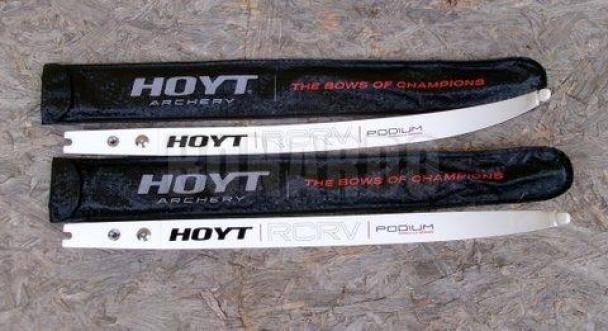 HOYT
ARCHERY
THE BOWS OF CHAMPIONS
HOYT RCRV PODIUM
HOYT
ARCHERY
THE BOWS OF CHAMPIONS
HOYT RCRV PODIUM